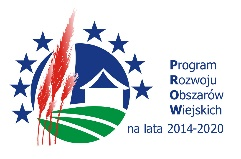 Program
Rozwoju
Obszarów
Wiejskich
na lata 2014-2020